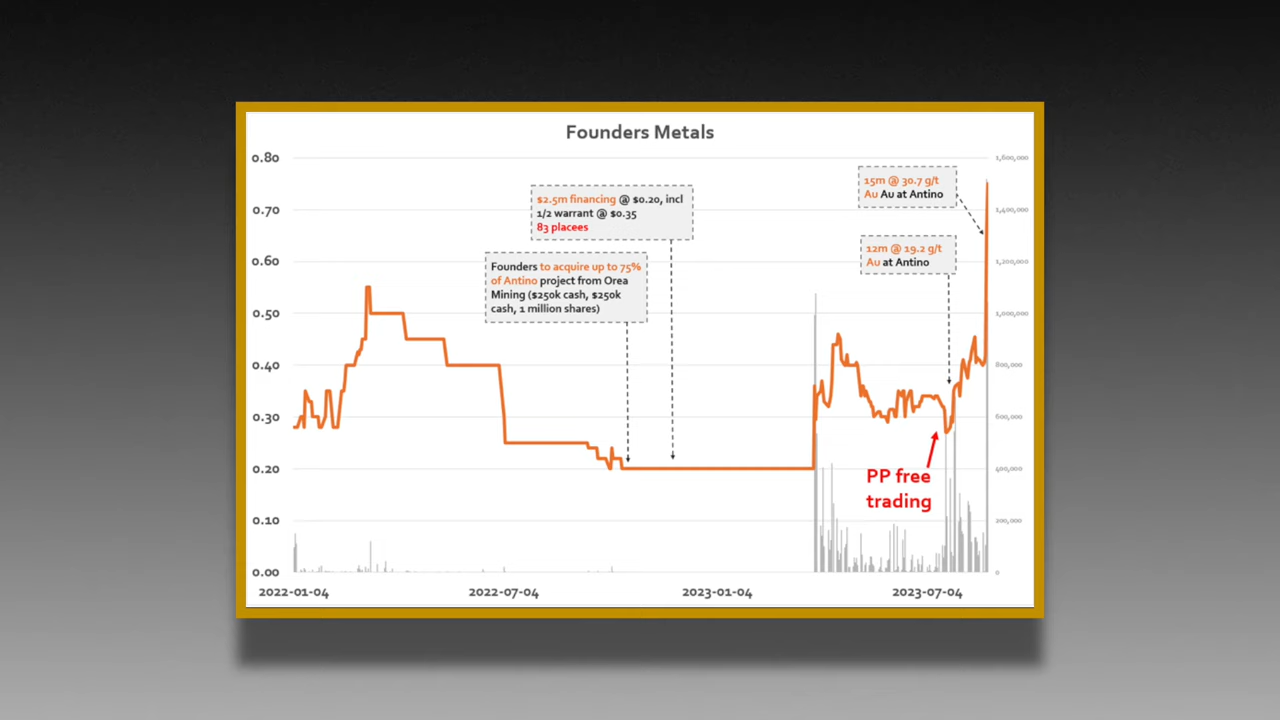 Founders Metals
0.80
0.70
0.60
0.50
0.40
0.30
0.20
0.10
0.00
1,600,000
1,400,000
1,200,000
1,000,000
800,000
600,000
400,000
200,000
0
$2.5m financing @ $0.20, incl
1/2 warrant @ $0.35
83 placees
Founders to acquire up to 75%
of Antino project from Orea
Mining ($250k cash, $250k
cash, 1 million shares)
15m @ 30.7 g/t
Au Au at Antino
12m @ 19.2 g/t
Au at Antino
PP free
trading
2022-01-04
2022-07-04
2023-01-04
2023-07-04